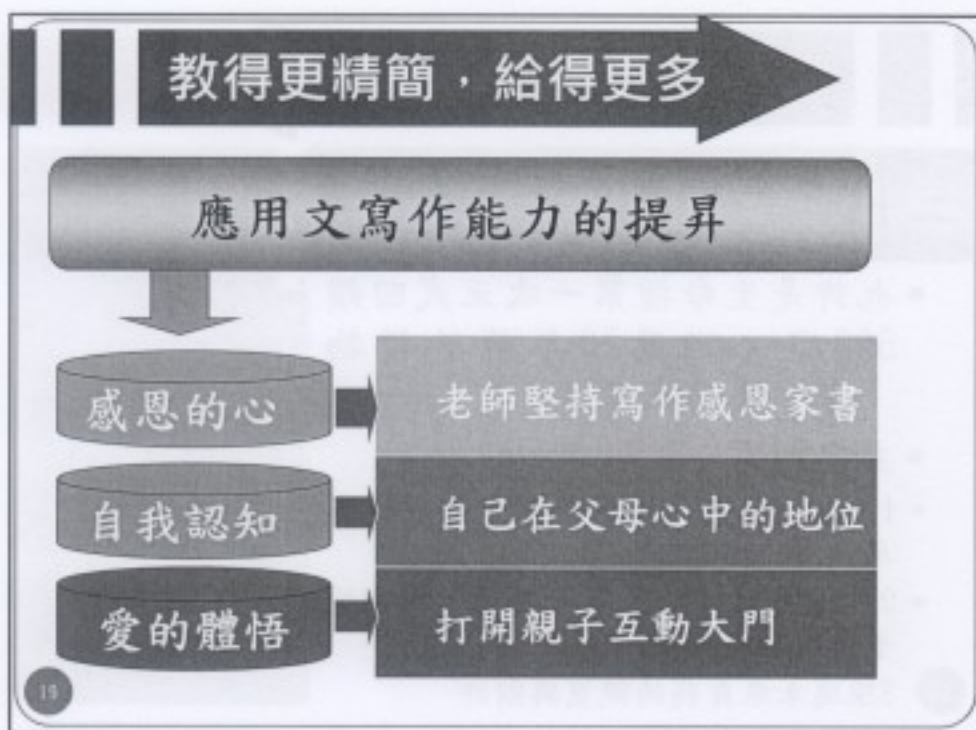 教得更精簡，給得更多
應用文寫作能力的提昇
感恩的心
老師堅持寫作感恩家書
自我認知
自己在父母心中的地位
愛的體悟
打開親子互動大門
19